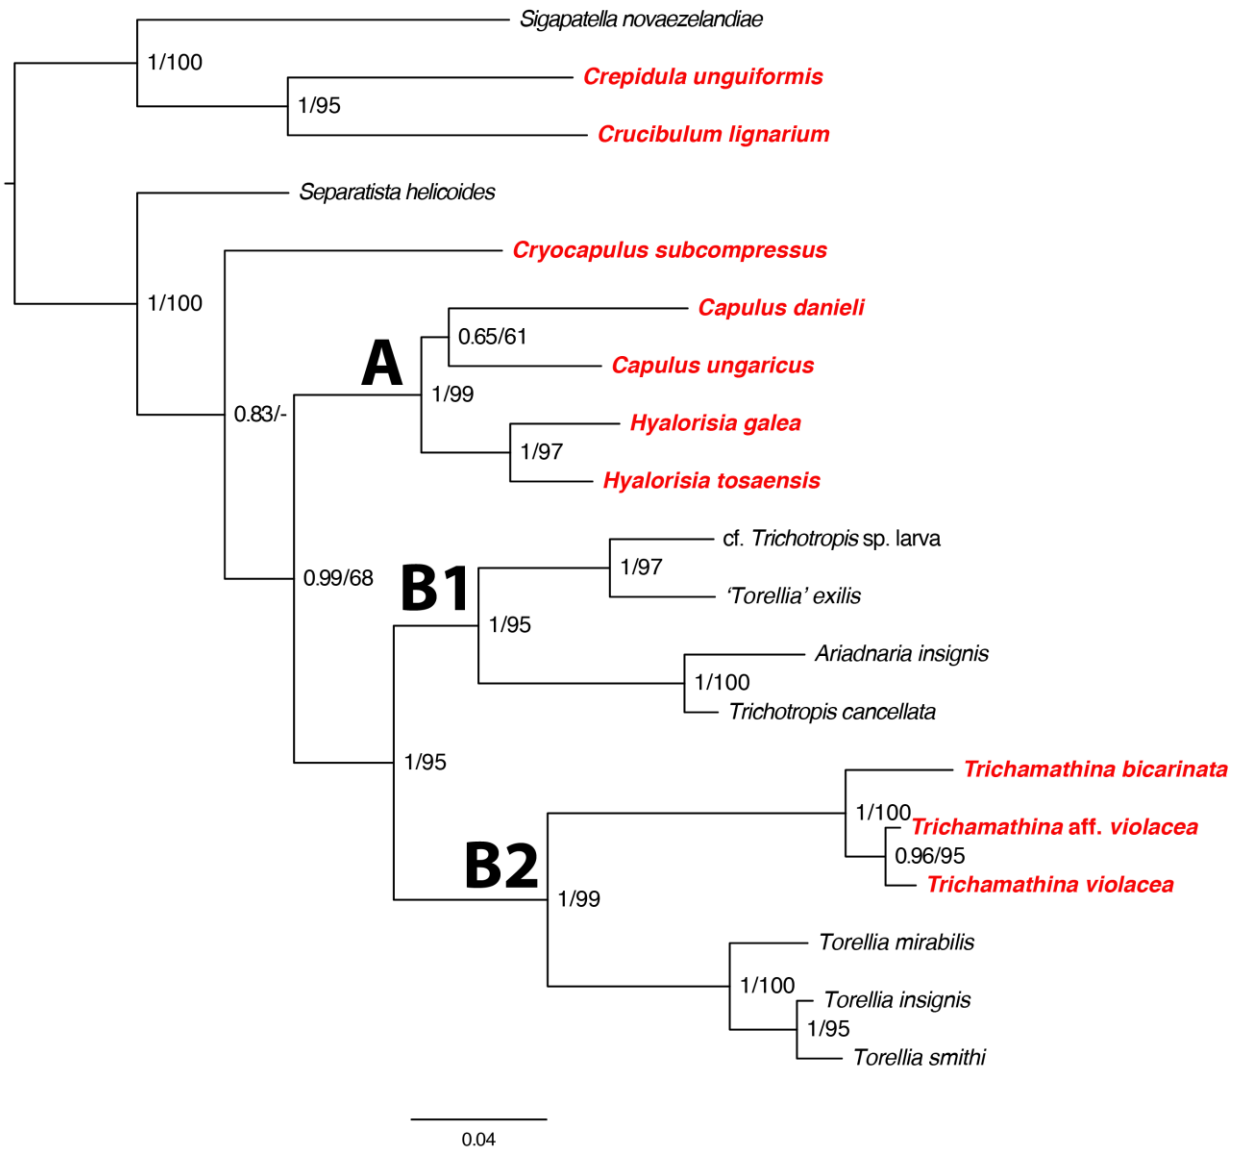 Sigapatella novaezelandiae
1/100
Crepidula unguiformis
1/95
Crucibulum lignarium
Separatista helicoides
Cryocapulus subcompressus
1/100
Capulus danieli
0.65/61
A
Capulus ungaricus
1/99
0.83/-
Hyalorisia galea
1/97
Hyalorisia tosaensis
cf. Trichotropis sp. larva
1/97
0.99/68
B1
‘Torellia’ exilis
1/95
Ariadnaria insignis
1/100
Trichotropis cancellata
1/95
Trichamathina bicarinata
1/100
Trichamathina aff. violacea
0.96/95
B2
Trichamathina violacea
1/99
Torellia mirabilis
1/100
Torellia insignis
1/95
Torellia smithi
0.04